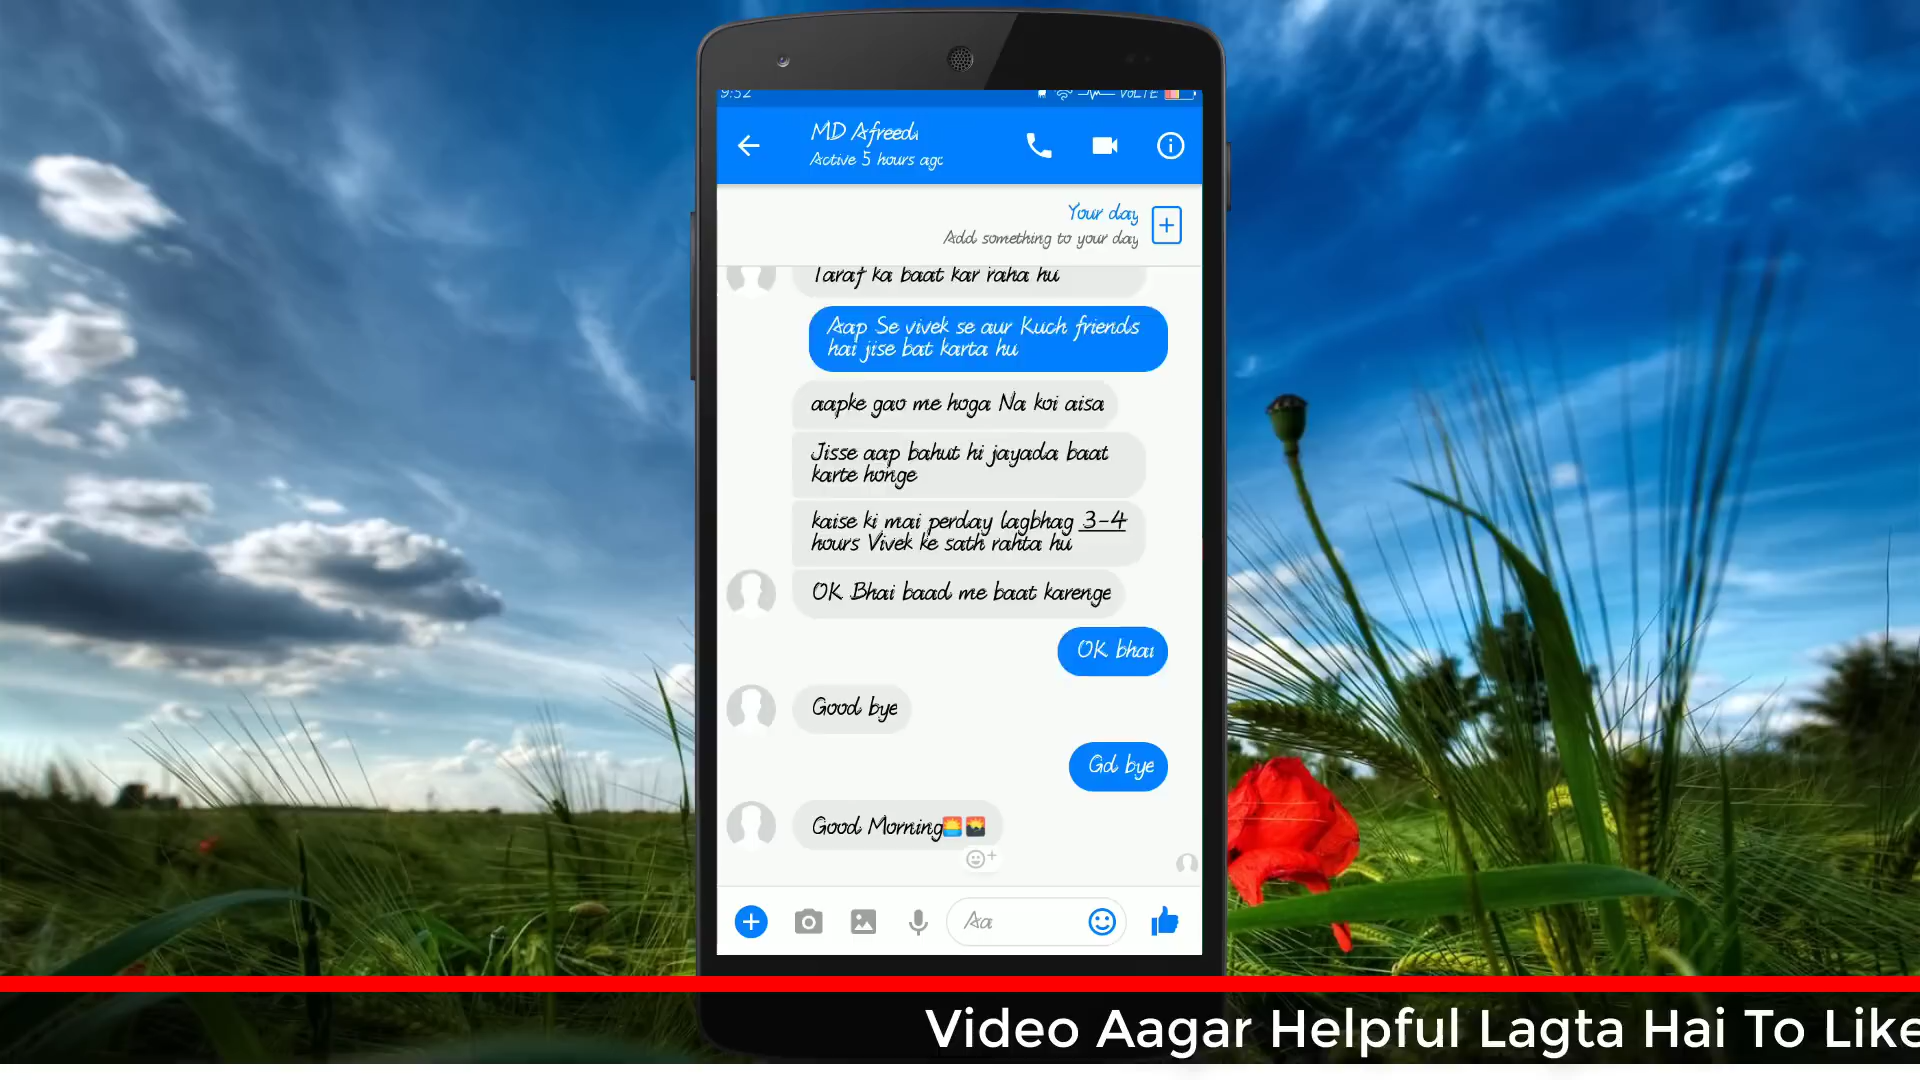 9:52
VoLTE
MD Afreedi
Active 5 hours ago
Your day
Add something to your day
Taraf ka baat kar raha hu
Aap Se vivek se aur Kuch friends
hai jise bat karta hu
aapke gao me hoga Na koi aisa
Jisse aap bahut hi jayada baat
karte honge
kaise ki mai perday lagbhag 3-4
hours Vivek ke sath rahta hu
OK Bhai baad me baat karenge
OK bhai
Good bye
Gd bye
Good Morning🌅🌄
Aa
Video Aagar Helpful Lagta Hai To Like